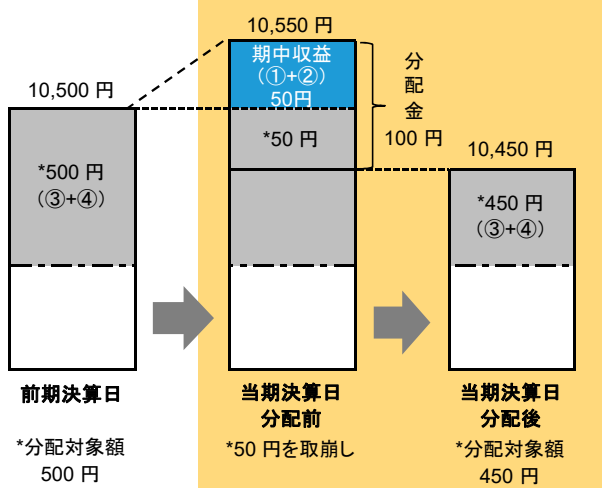 10,500 円
*500 円
(③+④)
前期決算日
*分配対象額
500 円
10,550 円
期中収益
(①+②)
50円
*50 円
分
配
金
100 円
当期決算日
分配前
*50 円を取崩し
10,450 円
*450 円
(③+④)
当期決算日
分配後
*分配対象額
450 円